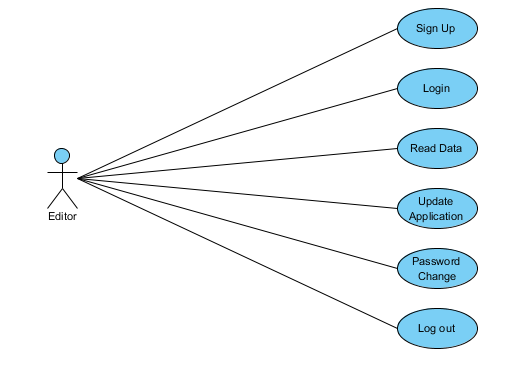 Sign Up
Login
Read Data
Update
Application
Password
Change
Log out
Editor